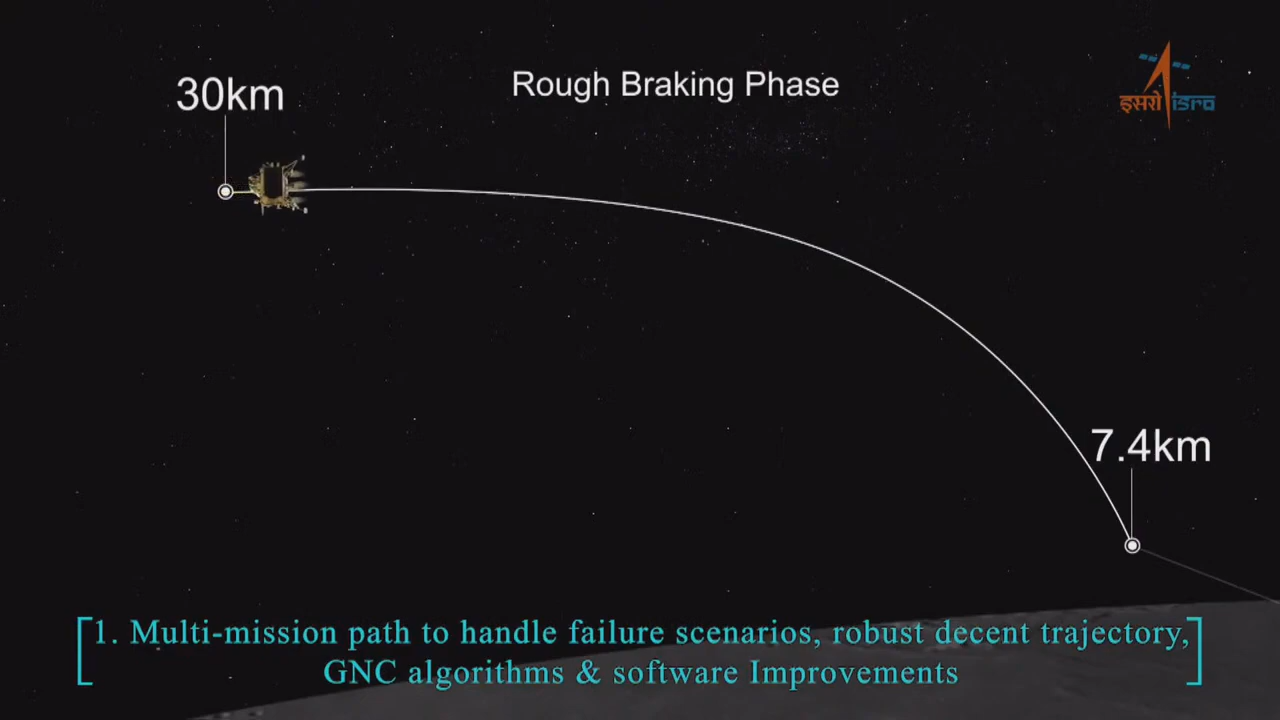 30km
Rough Braking Phase
इसरो isro
7.4km
1. Multi-mission path to handle failure scenarios, robust decent trajectory,
GNC algorithms & software Improvements